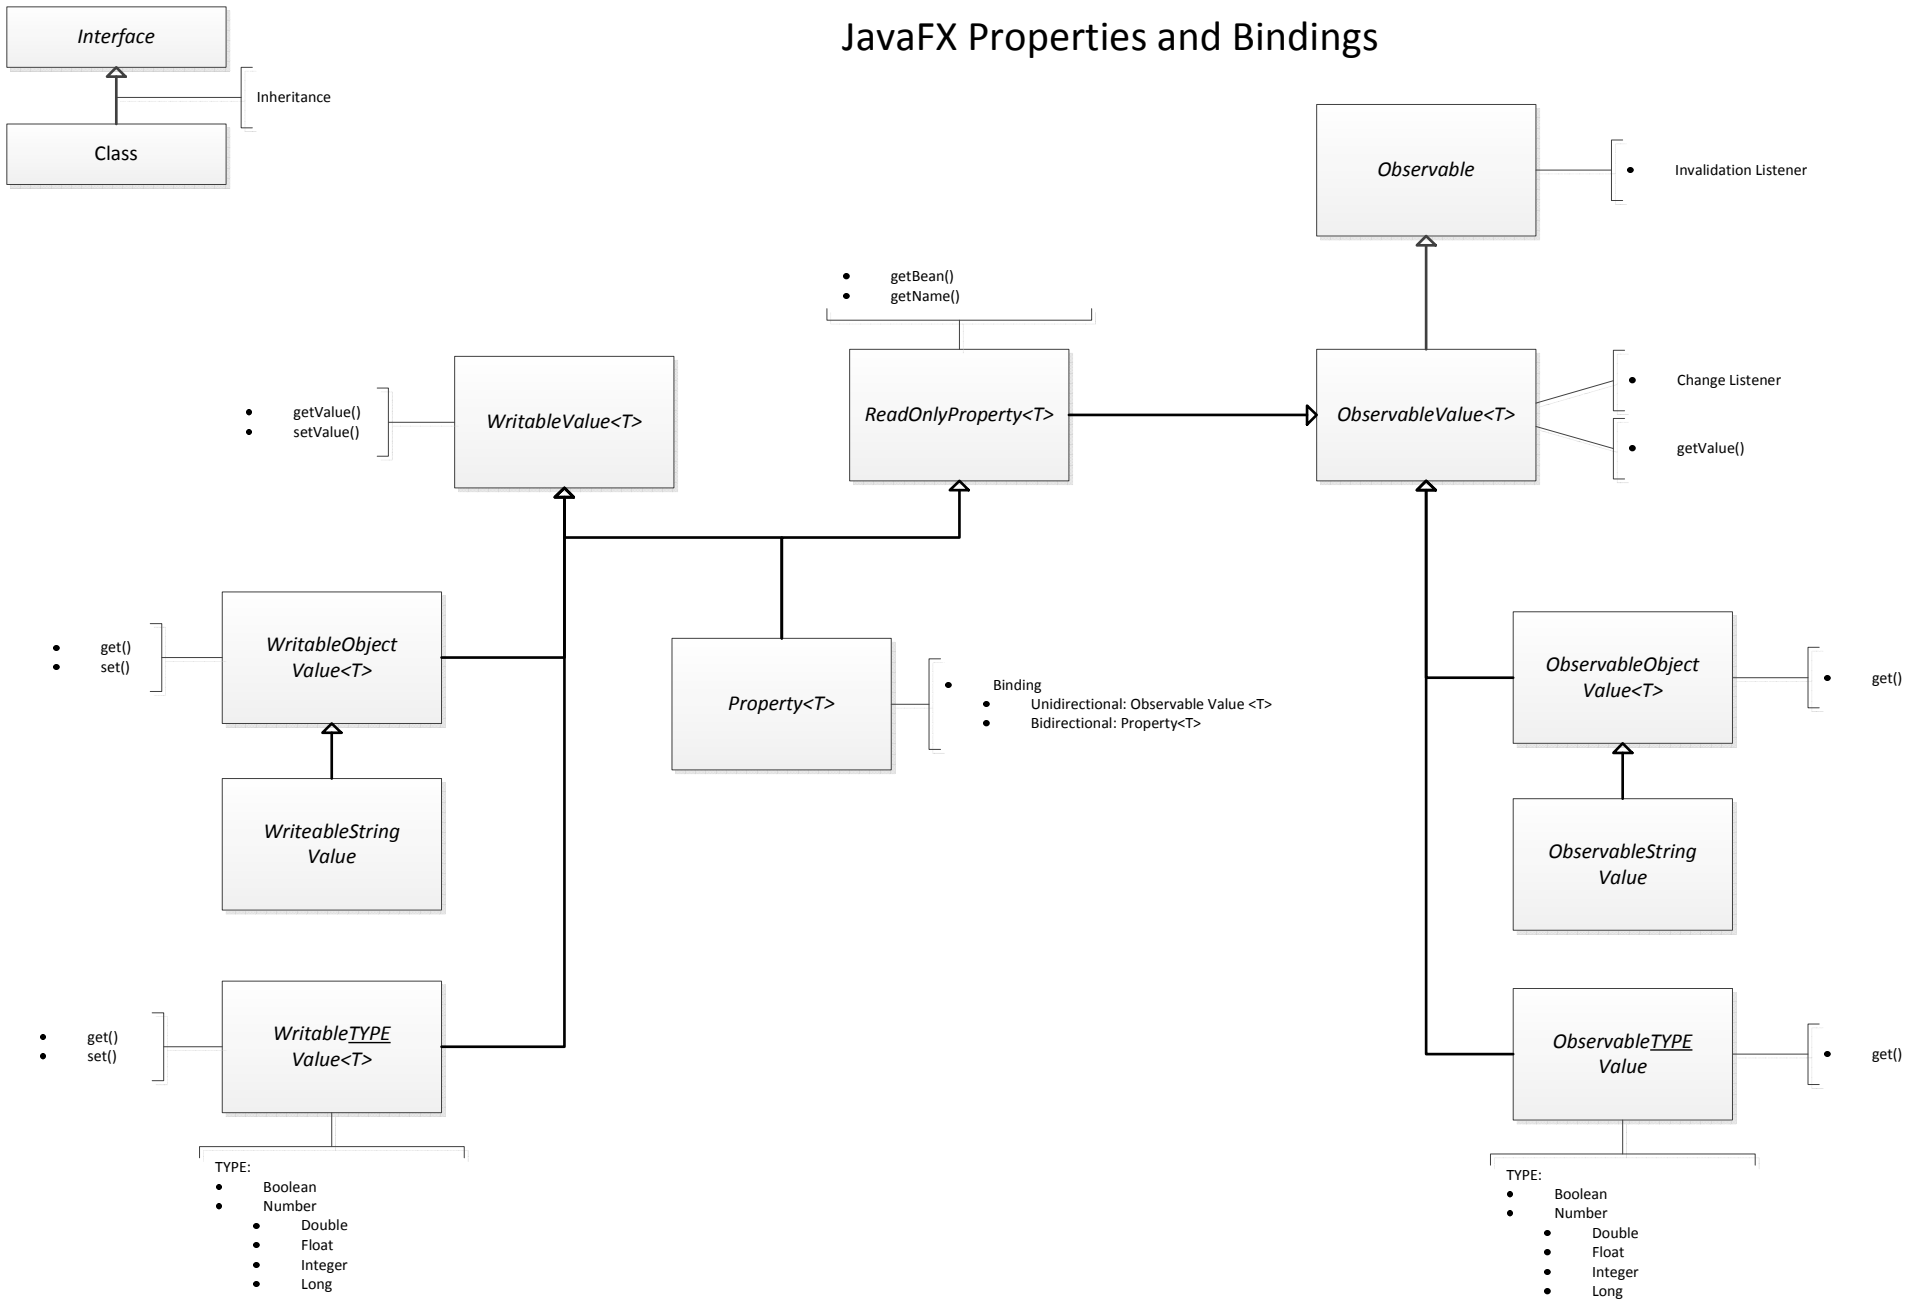 JavaFX Properties and Bindings
Interface
Inheritance
Class
Observable
• Invalidation Listener
• getBean()
• getName()
• getValue()
• setValue()
WritableValue<T>
ReadOnlyProperty<T>
ObservableValue<T>
• Change Listener
• getValue()
• get()
• set()
WritableObject
Value<T>
Property<T>
• Binding
• Unidirectional: Observable Value <T>
• Bidirectional: Property<T>
ObservableObject
Value<T>
• get()
WriteableString
Value
ObservableString
Value
• get()
• set()
WritableTYPE
Value<T>
ObservableTYPE
Value
• get()
TYPE:
• Boolean
• Number
• Double
• Float
• Integer
• Long
TYPE:
• Boolean
• Number
• Double
• Float
• Integer
• Long